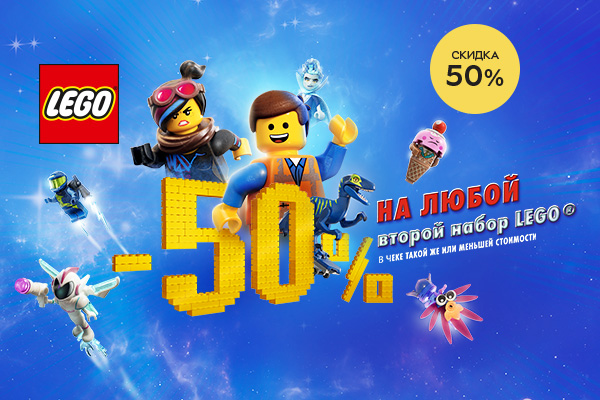 LEGO
СКИДКА
50%
-50%
НА ЛЮБОЙ
второй набор LEGO®
В ЧЕКЕ ТАКОЙ ЖЕ ИЛИ МЕНЬШЕЙ СТОИМОСТИ